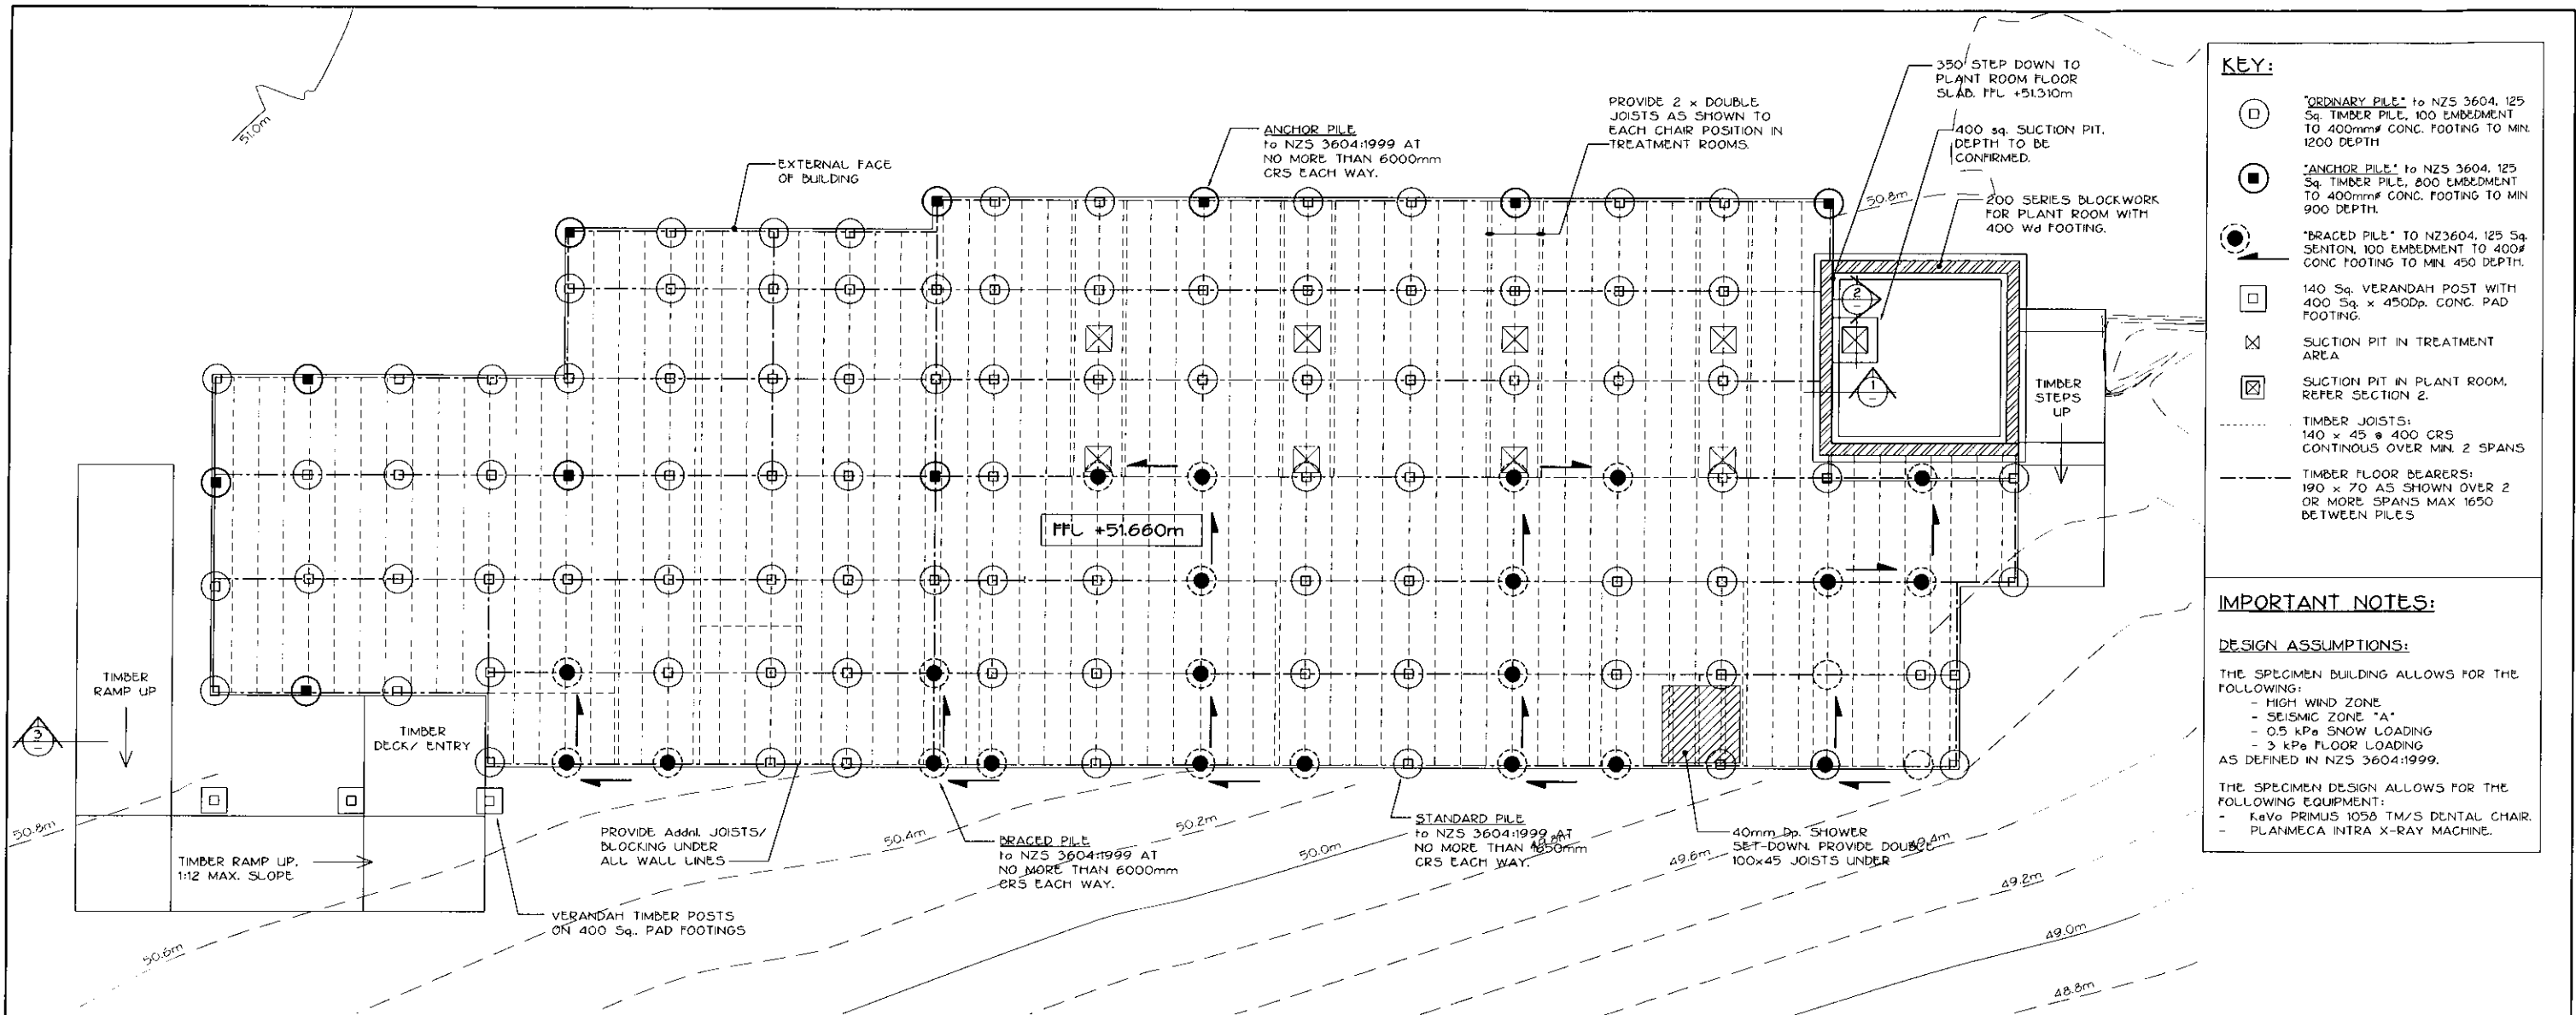 51.0m
EXTERNAL FACE
OF BUILDING
ANCHOR PILE
to NZS 3604:1999 AT
NO MORE THAN 6000mm
CRS EACH WAY.
PROVIDE 2 x DOUBLE
JOISTS AS SHOWN TO
EACH CHAIR POSITION IN
TREATMENT ROOMS.
350 STEP DOWN TO
PLANT ROOM FLOOR
SLAB. FFL +51.310m
400 sq. SUCTION PIT.
DEPTH TO BE
CONFIRMED.
50.8m
200 SERIES BLOCKWORK
FOR PLANT ROOM WITH
400 Wd FOOTING.
2
1
TIMBER
STEPS
UP
FFL +51.660m
TIMBER
RAMP UP
TIMBER
DECK/ ENTRY
3
50.8m
TIMBER RAMP UP.
1:12 MAX. SLOPE
50.6m
VERANDAH TIMBER POSTS
ON 400 Sq. PAD FOOTINGS
PROVIDE Addnl. JOISTS/
BLOCKING UNDER
ALL WALL LINES
50.4m
BRACED PILE
to NZS 3604:1999 AT
NO MORE THAN 6000mm
CRS EACH WAY.
50.2m
50.0m
STANDARD PILE
to NZS 3604:1999 AT
NO MORE THAN 1650mm
CRS EACH WAY.
49.8m
49.6m
40mm Dp. SHOWER
SET-DOWN. PROVIDE DOUBLE
100x45 JOISTS UNDER
49.4m
49.2m
49.0m
48.8m
KEY:
"ORDINARY PILE" to NZS 3604, 125
Sq. TIMBER PILE, 100 EMBEDMENT
TO 400mmø CONC. FOOTING TO MIN.
1200 DEPTH
"ANCHOR PILE" to NZS 3604, 125
Sq. TIMBER PILE, 800 EMBEDMENT
TO 400mmø CONC. FOOTING TO MIN
900 DEPTH.
"BRACED PILE" TO NZ3604, 125 Sq.
SENTON, 100 EMBEDMENT TO 400ø
CONC FOOTING TO MIN. 450 DEPTH.
140 Sq. VERANDAH POST WITH
400 Sq. x 450Dp. CONC. PAD
FOOTING.
SUCTION PIT IN TREATMENT
AREA
SUCTION PIT IN PLANT ROOM,
REFER SECTION 2.
TIMBER JOISTS:
140 x 45 @ 400 CRS
CONTINOUS OVER MIN. 2 SPANS
TIMBER FLOOR BEARERS:
190 x 70 AS SHOWN OVER 2
OR MORE SPANS MAX 1650
BETWEEN PILES
IMPORTANT NOTES:
DESIGN ASSUMPTIONS:
THE SPECIMEN BUILDING ALLOWS FOR THE
FOLLOWING:
- HIGH WIND ZONE
- SEISMIC ZONE "A"
- 0.5 kPa SNOW LOADING
- 3 kPa FLOOR LOADING
AS DEFINED IN NZS 3604:1999.
THE SPECIMEN DESIGN ALLOWS FOR THE
FOLLOWING EQUIPMENT:
- KaVo PRIMUS 1058 TM/S DENTAL CHAIR.
- PLANMECA INTRA X-RAY MACHINE.